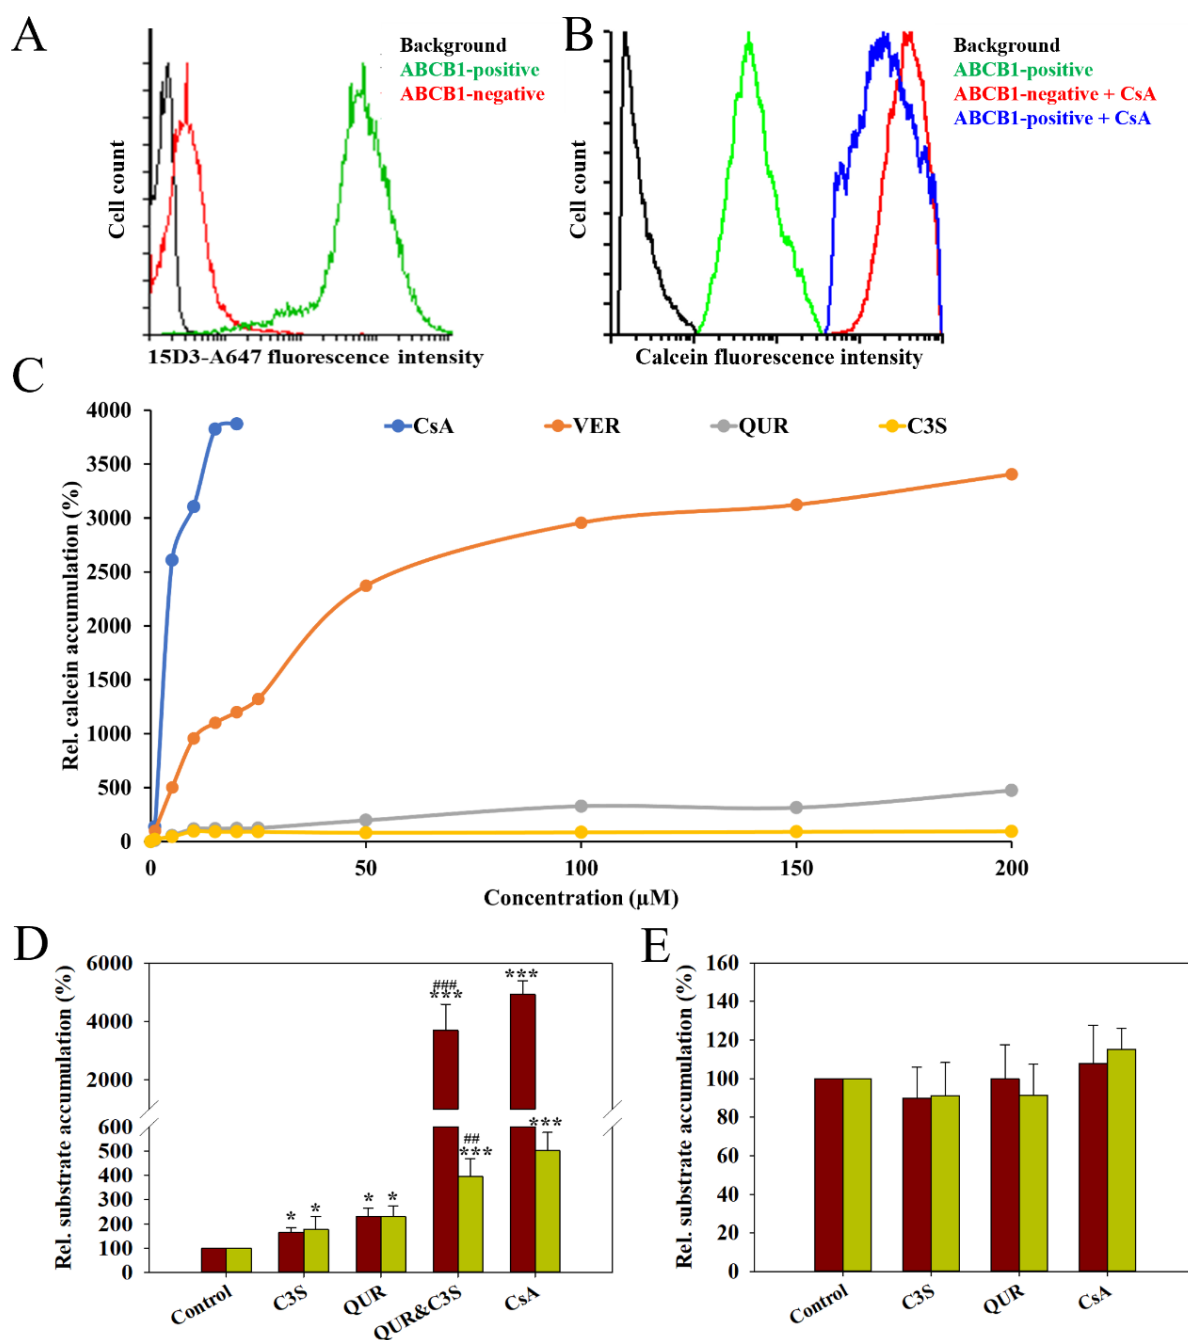 A
Background
ABCB1-positive
ABCB1-negative
Cell count
15D3-A647 fluorescence intensity
B
Background
ABCB1-positive
ABCB1-negative + CsA
ABCB1-positive + CsA
Cell count
Calcein fluorescence intensity
C
CsA VER QUR C3S
4000
3500
3000
2500
2000
1500
1000
500
0
Rel. calcein accumulation (%)
0 50 100 150 200
Concentration (µM)
D
Rel. substrate accumulation (%)
6000
4000
2000
600
500
400
300
200
100
0
* *
* *
###
***
##
***
***
***
Control C3S QUR QUR&C3S CsA
E
Rel. substrate accumulation (%)
160
140
120
100
80
60
40
20
0
Control C3S QUR CsA